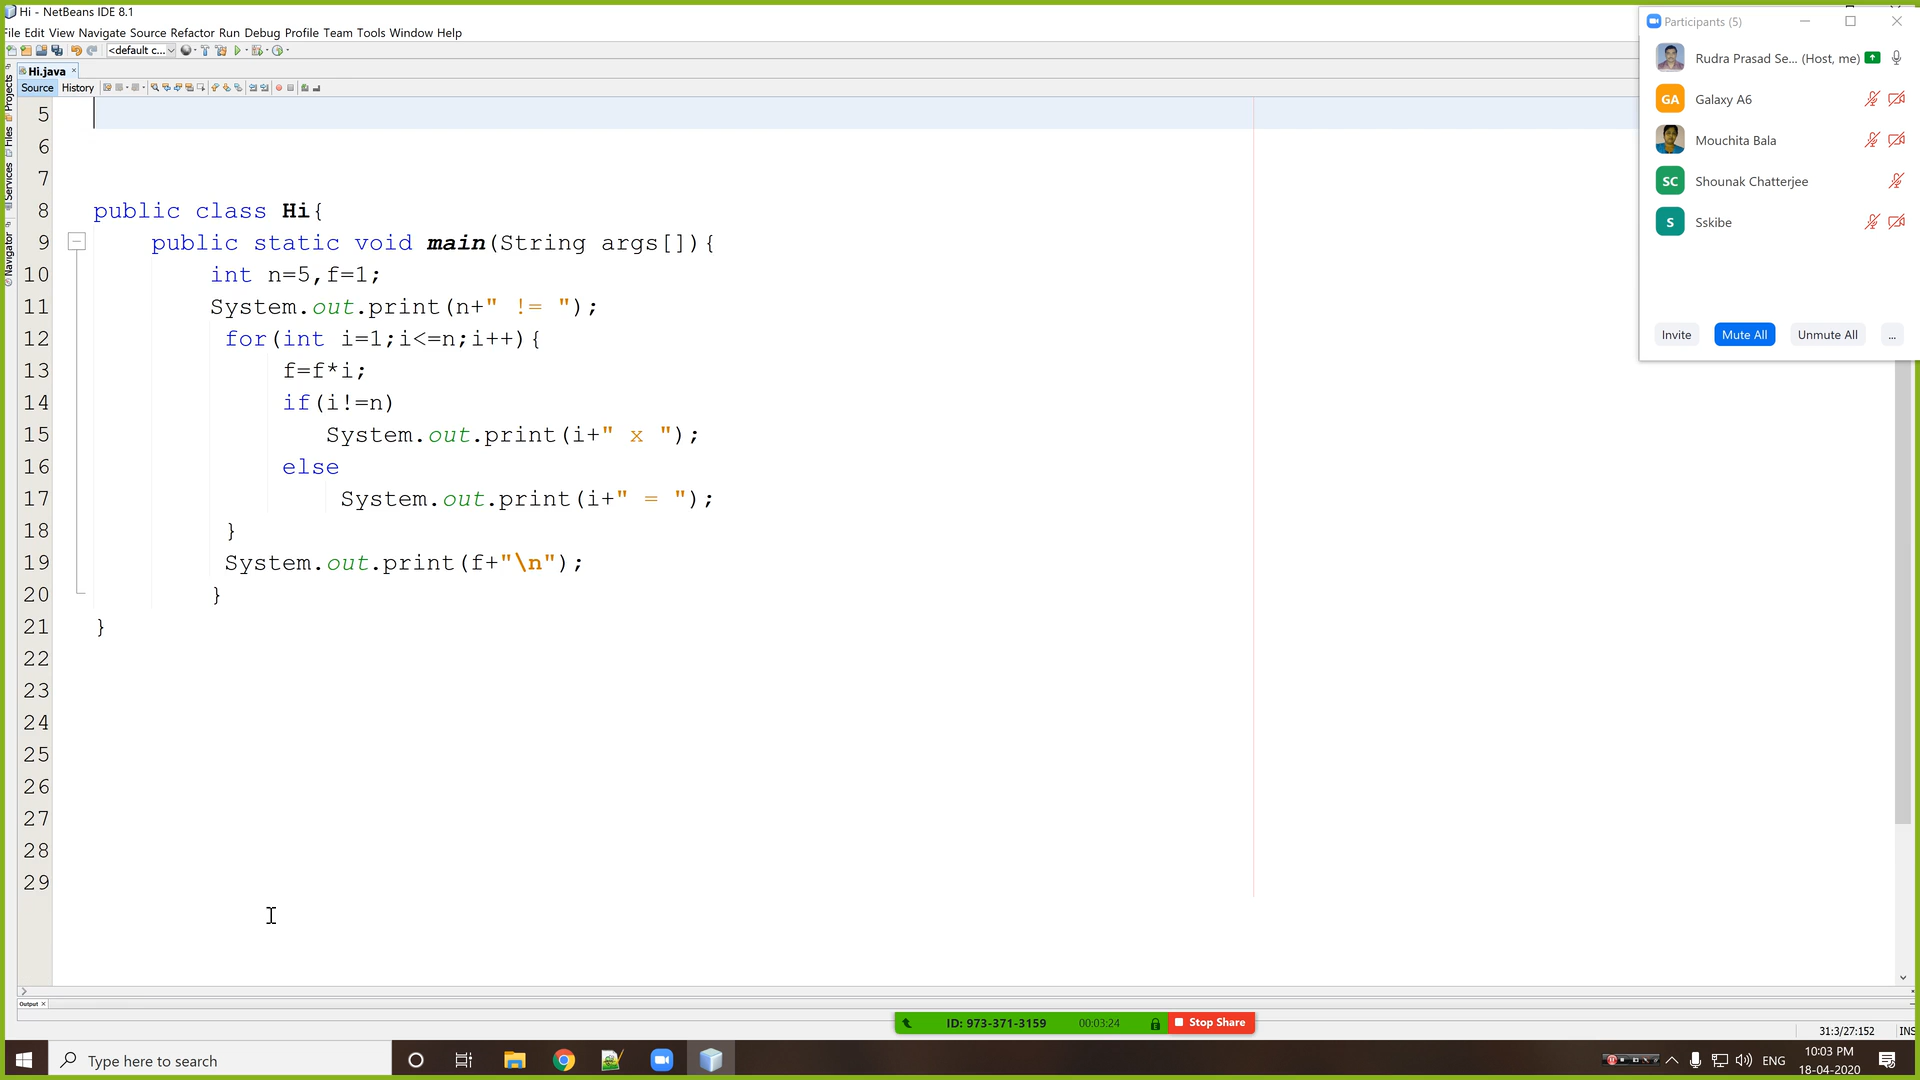 Hi - NetBeans IDE 8.1
File Edit View Navigate Source Refactor Run Debug Profile Team Tools Window Help
<default c...
Hi.java
Source History
Projects
Files
Services
Navigator
5
6
7
8 public class Hi{
9 public static void main(String args[]){
10 int n=5,f=1;
11 System.out.print(n+" != ");
12 for(int i=1;i<=n;i++){
13 f=f*i;
14 if(i!=n)
15 System.out.print(i+" x ");
16 else
17 System.out.print(i+" = ");
18 }
19 System.out.print(f+"\n");
20 }
21 }
22
23
24
25
26
27
28
29
Output
Participants (5)
Rudra Prasad Se... (Host, me)
GA Galaxy A6
Mouchita Bala
SC Shounak Chatterjee
S Sskibe
Invite Mute All Unmute All ...
ID: 973-371-3159 00:03:24 Stop Share
31:3/27:152 INS
Type here to search
ENG
10:03 PM
18-04-2020